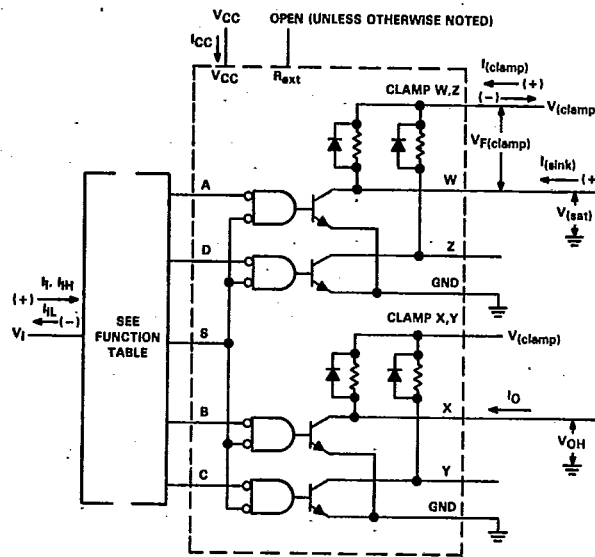 VCC OPEN (UNLESS OTHERWISE NOTED)
ICC
VCC Rext
CLAMP W,Z
I(clamp)
(+)
(−)
V(clamp)
VF(clamp)
I(sink)
(+)
W
V(sat)
A
D
Z
GND
CLAMP X,Y
V(clamp)
II, IIH
(+)
IIL
(−)
VI
SEE
FUNCTION
TABLE
S
B
X
IO
VOH
C
Y
GND